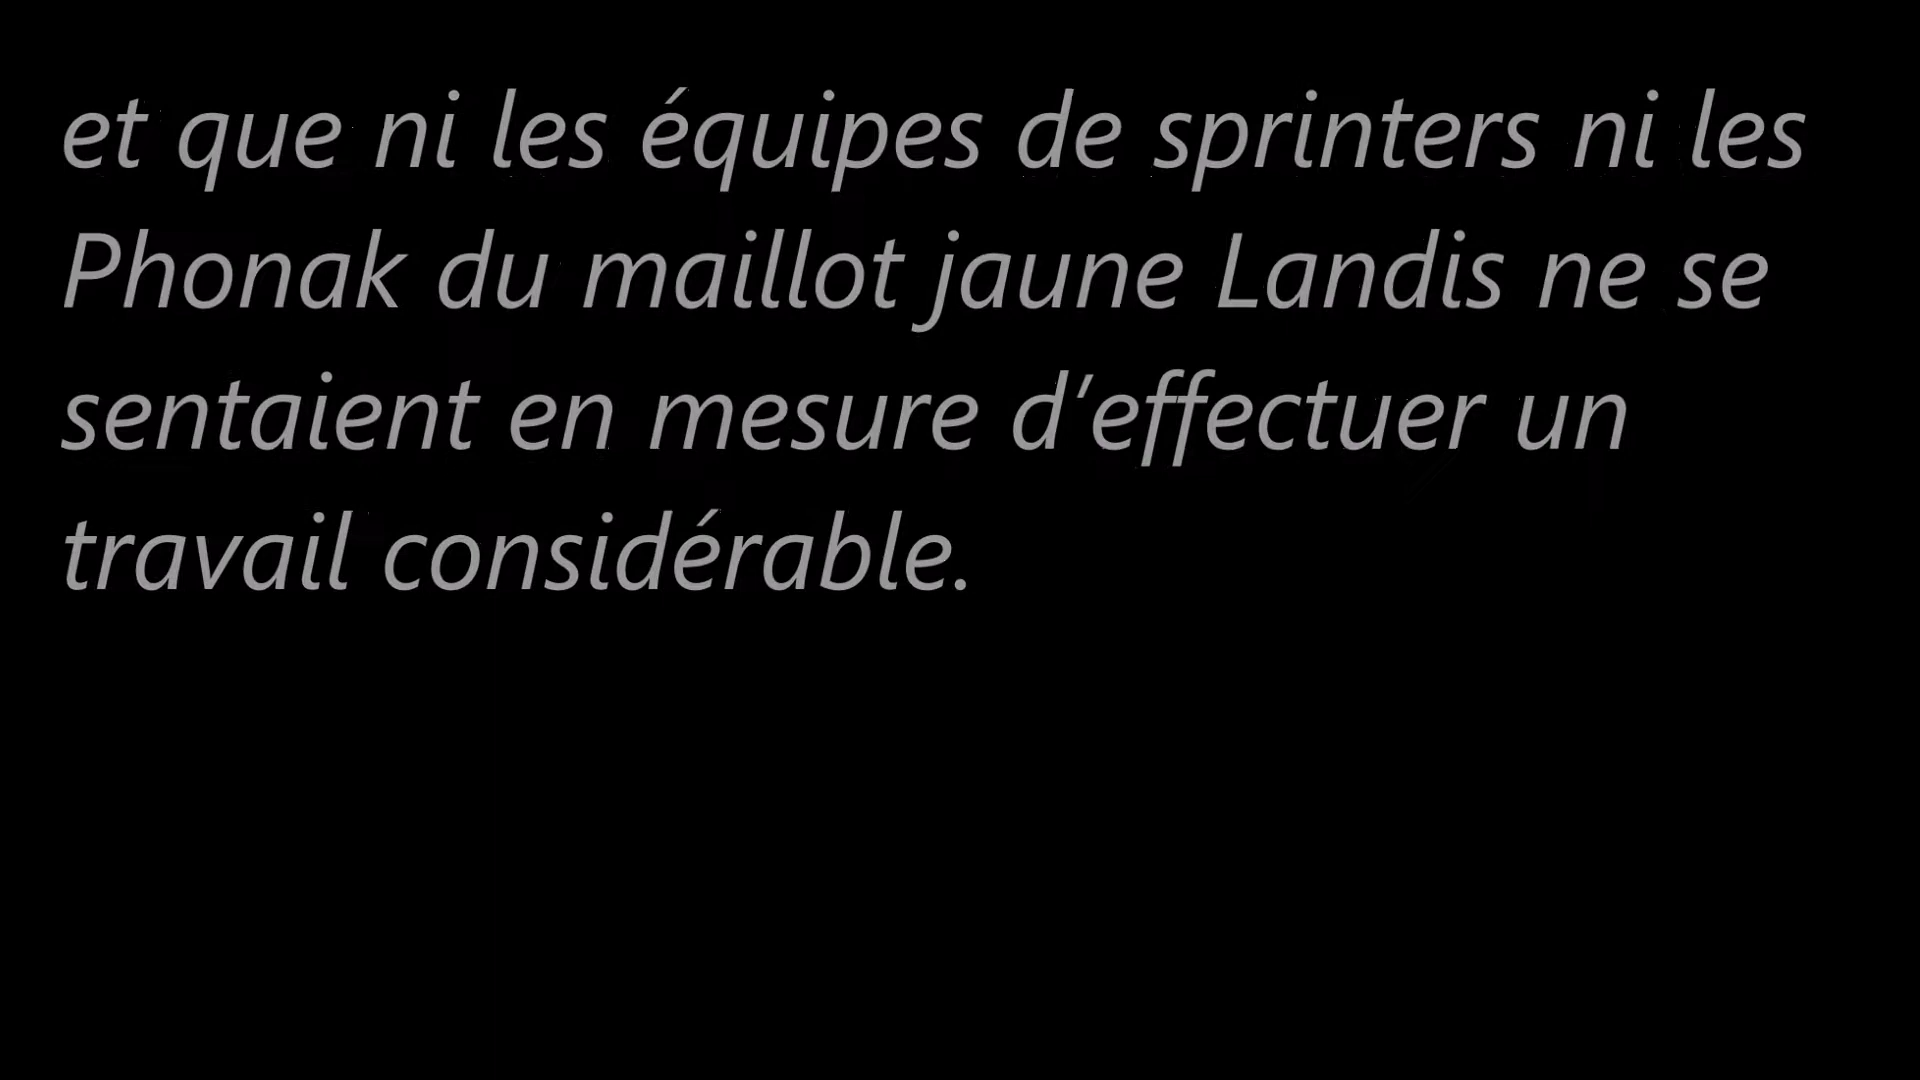 et que ni les équipes de sprinters ni les
Phonak du maillot jaune Landis ne se
sentaient en mesure d’effectuer un
travail considérable.